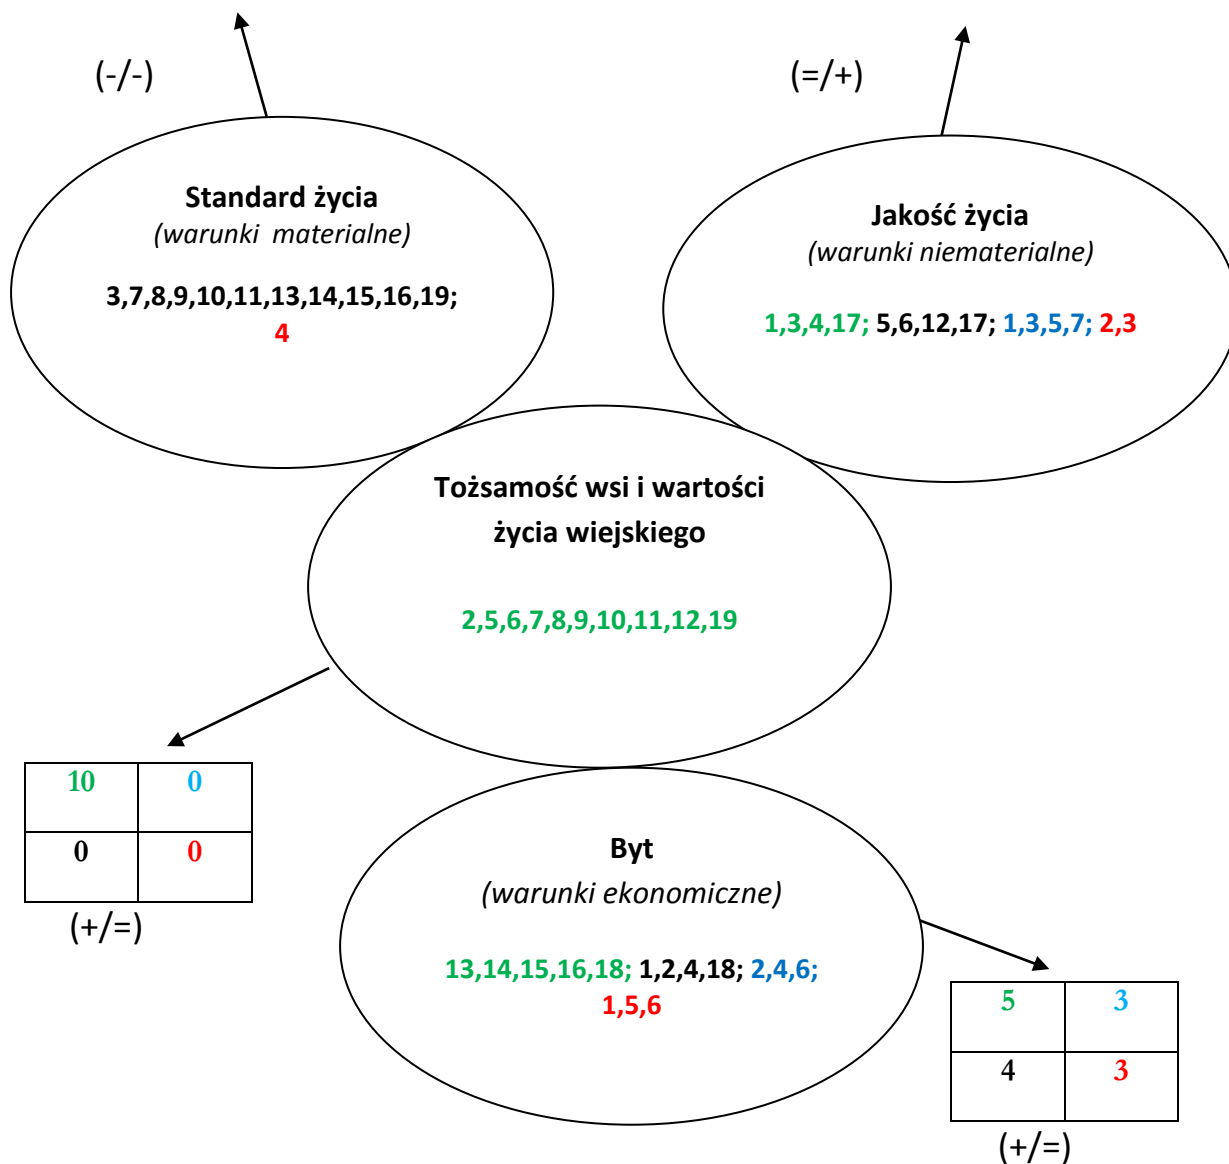 (-/-)
(=/+)
Standard życia
(warunki materialne)
3,7,8,9,10,11,13,14,15,16,19;
4
Jakość życia
(warunki niematerialne)
1,3,4,17; 5,6,12,17; 1,3,5,7; 2,3
Tożsamość wsi i wartości
życia wiejskiego
2,5,6,7,8,9,10,11,12,19
10 0
0 0
(+/=)
Byt
(warunki ekonomiczne)
13,14,15,16,18; 1,2,4,18; 2,4,6;
1,5,6
5 3
4 3
(+/=)